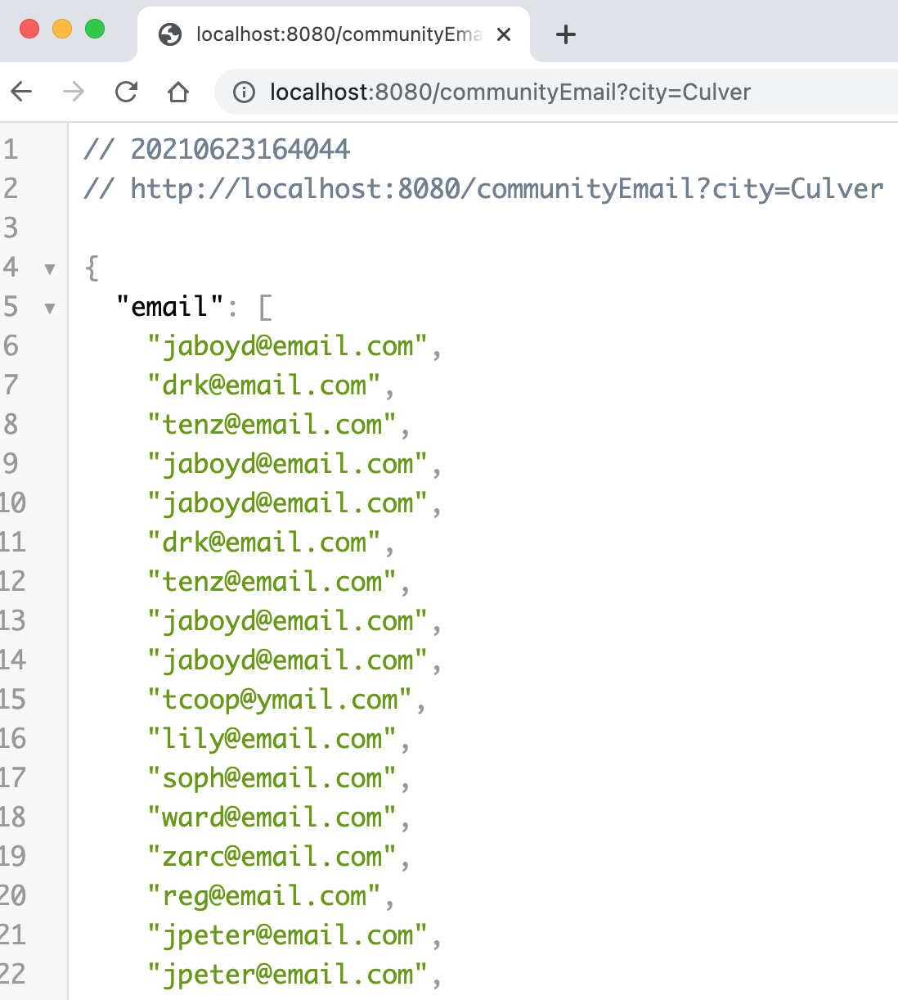 localhost:8080/communityEma
localhost:8080/communityEmail?city=Culver
1 // 20210623164044
2 // http://localhost:8080/communityEmail?city=Culver
3
4 {
5 "email": [
6 "jaboyd@email.com",
7 "drk@email.com",
8 "tenz@email.com",
9 "jaboyd@email.com",
10 "jaboyd@email.com",
11 "drk@email.com",
12 "tenz@email.com",
13 "jaboyd@email.com",
14 "jaboyd@email.com",
15 "tcoop@ymail.com",
16 "lily@email.com",
17 "soph@email.com",
18 "ward@email.com",
19 "zarc@email.com",
20 "reg@email.com",
21 "jpeter@email.com",
22 "jpeter@email.com",